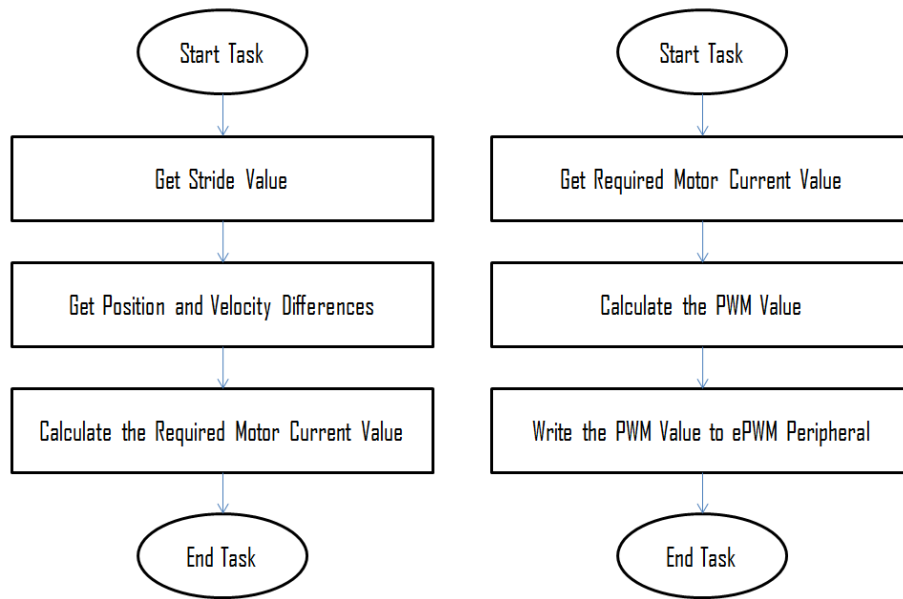 Start Task
Get Stride Value
Get Position and Velocity Differences
Calculate the Required Motor Current Value
End Task
Start Task
Get Required Motor Current Value
Calculate the PWM Value
Write the PWM Value to ePWM Peripheral
End Task